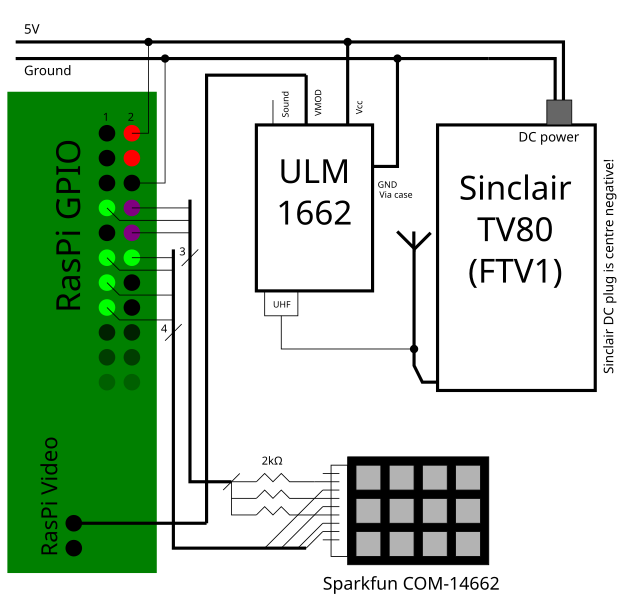 5V
Ground
1 2
RasPi GPIO
3
4
RasPi Video
Sound
VMOD
Vcc
ULM
1662
GND
Via case
UHF
DC power
Sinclair
TV80
(FTV1)
Sinclair DC plug is centre negative!
2kΩ
Sparkfun COM-14662